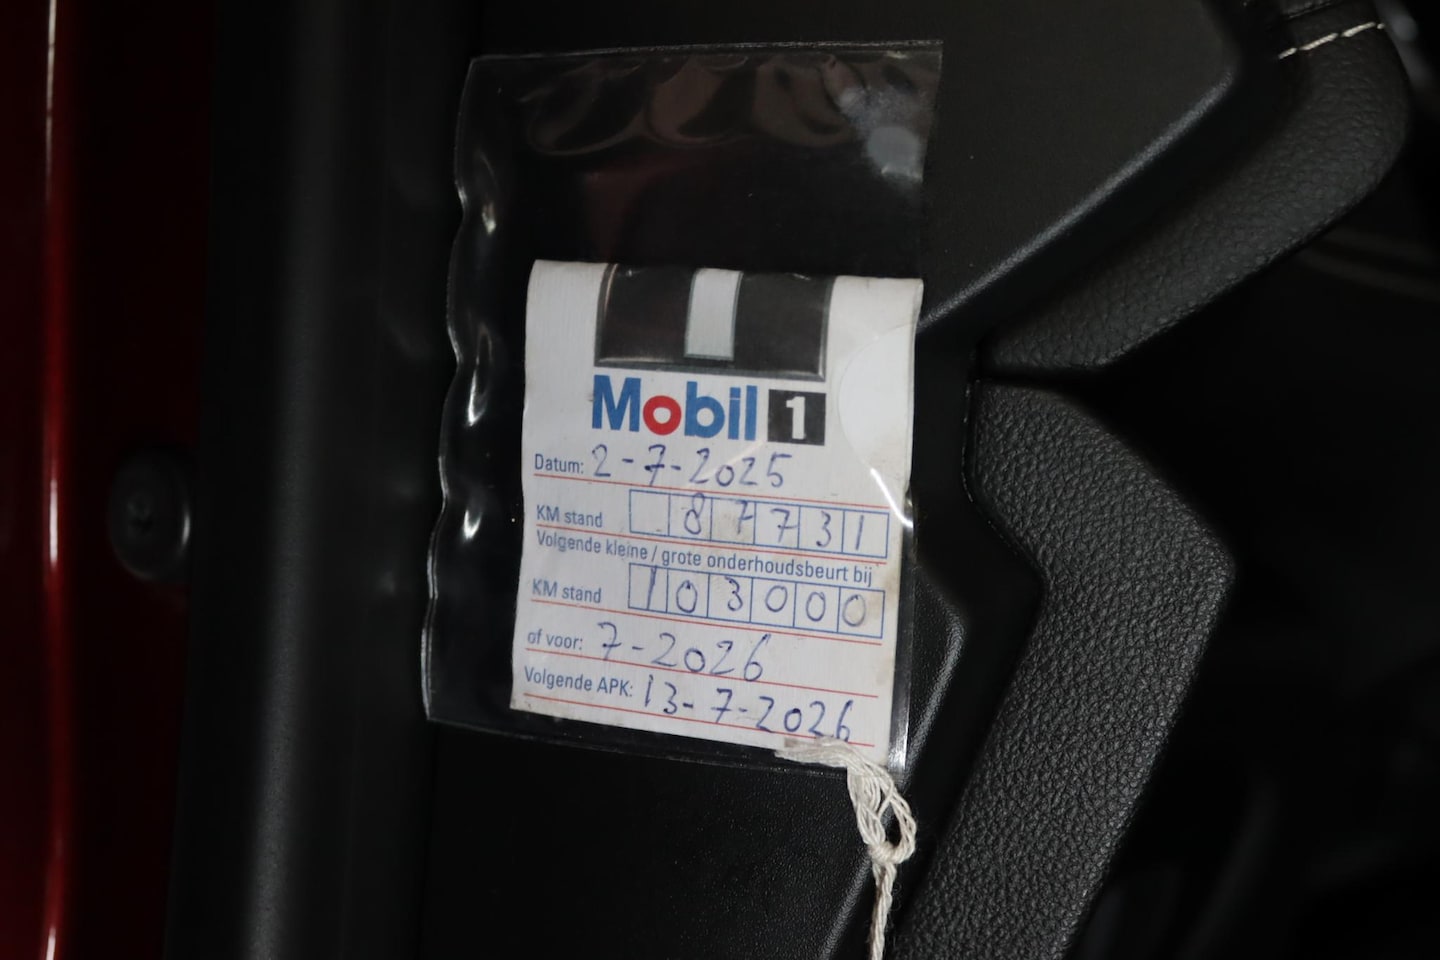 Mobil 1
Datum: 2-7-2025
KM stand 87731
Volgende kleine / grote onderhoudsbeurt bij
KM stand 103000
of voor: 7-2026
Volgende APK: 13-7-2026